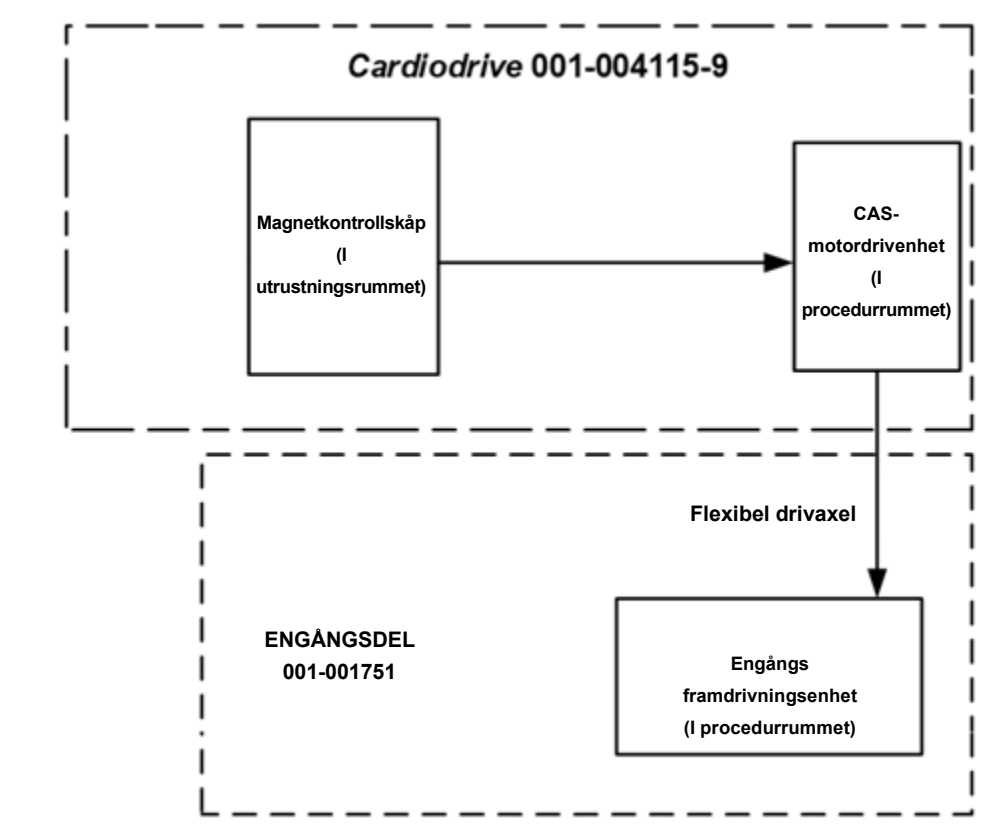 Cardiodrive 001-004115-9
Magnetkontrollskåp
(I
utrustningsrummet)
CAS-
motordrivenhet
(I
procedurrummet)
Flexibel drivaxel
ENGÅNGSDEL
001-001751
Engångs
framdrivningsenhet
(I procedurrummet)